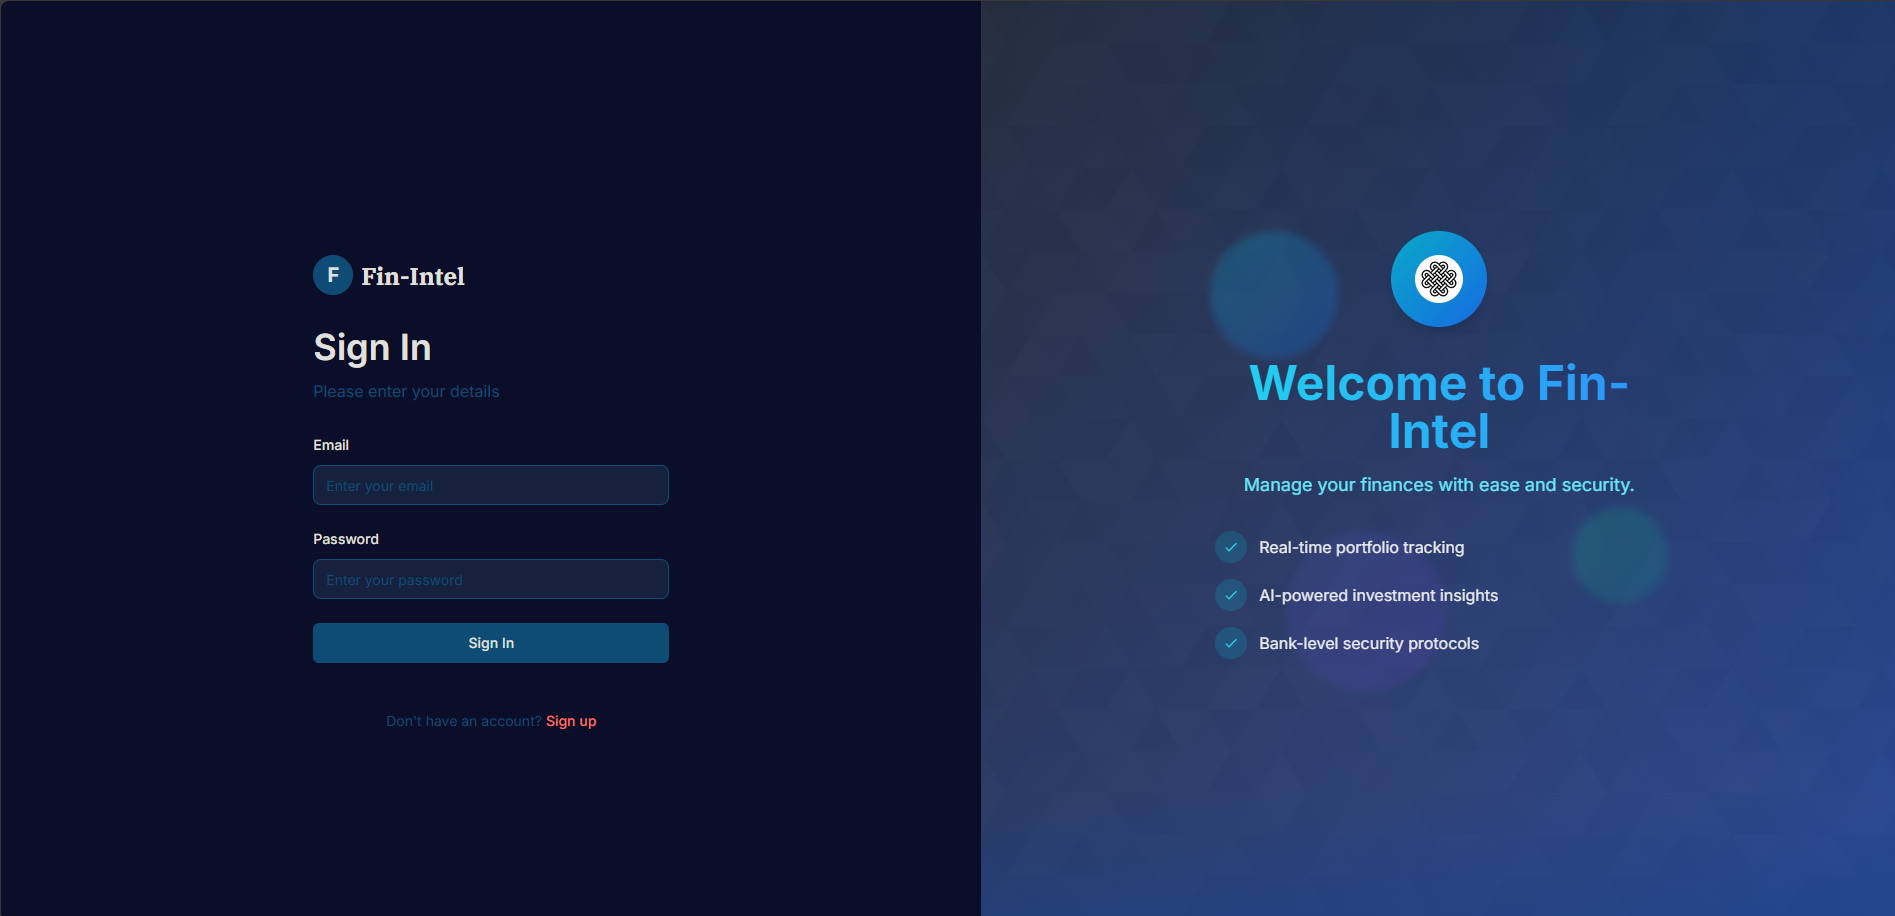 F Fin-Intel
Sign In
Please enter your details
Email
Enter your email
Password
Enter your password
Sign In
Don't have an account? Sign up
Welcome to Fin-
Intel
Manage your finances with ease and security.
Real-time portfolio tracking
AI-powered investment insights
Bank-level security protocols